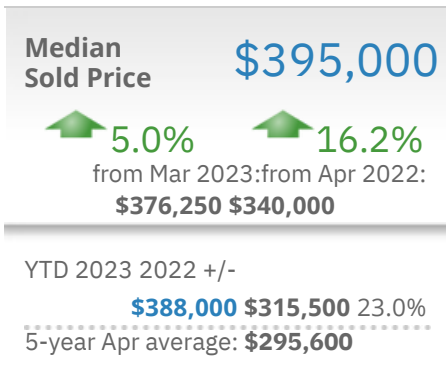 Median
Sold Price
$395,000
5.0% 16.2%
from Mar 2023:from Apr 2022:
$376,250 $340,000
YTD 2023 2022 +/-
$388,000 $315,500 23.0%
5-year Apr average: $295,600